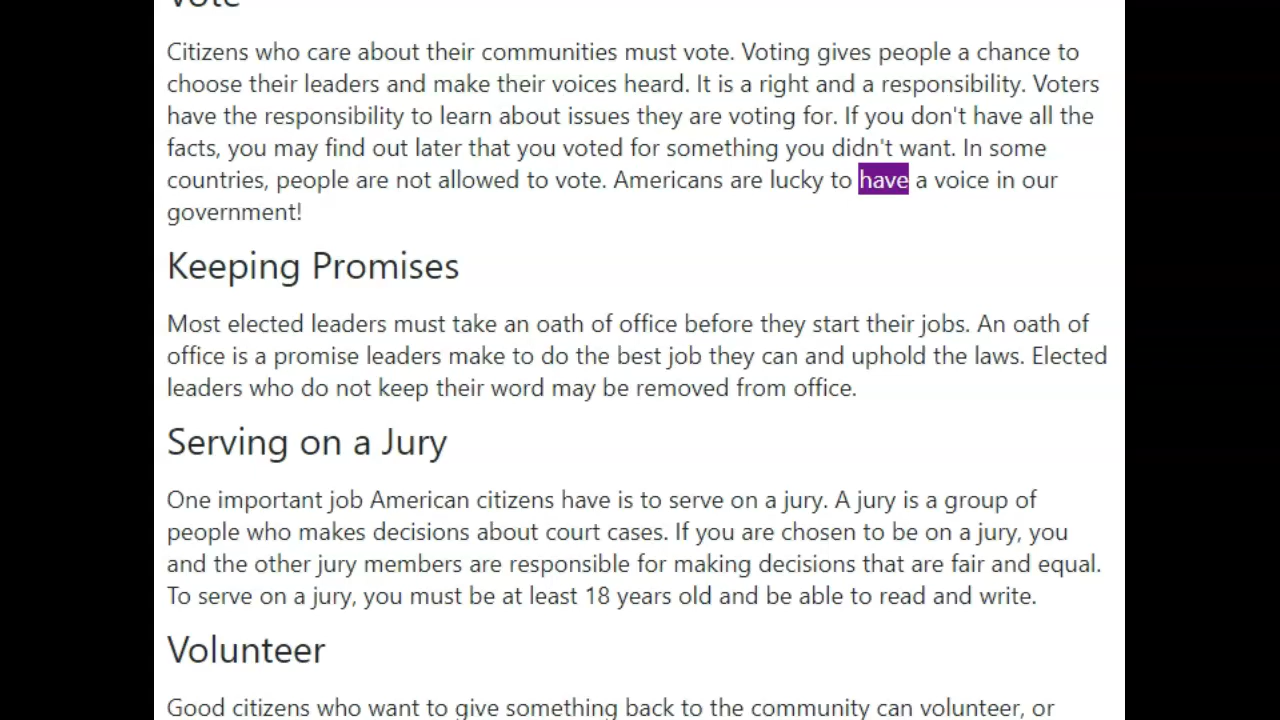 Vote
Citizens who care about their communities must vote. Voting gives people a chance to
choose their leaders and make their voices heard. It is a right and a responsibility. Voters
have the responsibility to learn about issues they are voting for. If you don't have all the
facts, you may find out later that you voted for something you didn't want. In some
countries, people are not allowed to vote. Americans are lucky to have a voice in our
government!
Keeping Promises
Most elected leaders must take an oath of office before they start their jobs. An oath of
office is a promise leaders make to do the best job they can and uphold the laws. Elected
leaders who do not keep their word may be removed from office.
Serving on a Jury
One important job American citizens have is to serve on a jury. A jury is a group of
people who makes decisions about court cases. If you are chosen to be on a jury, you
and the other jury members are responsible for making decisions that are fair and equal.
To serve on a jury, you must be at least 18 years old and be able to read and write.
Volunteer
Good citizens who want to give something back to the community can volunteer, or